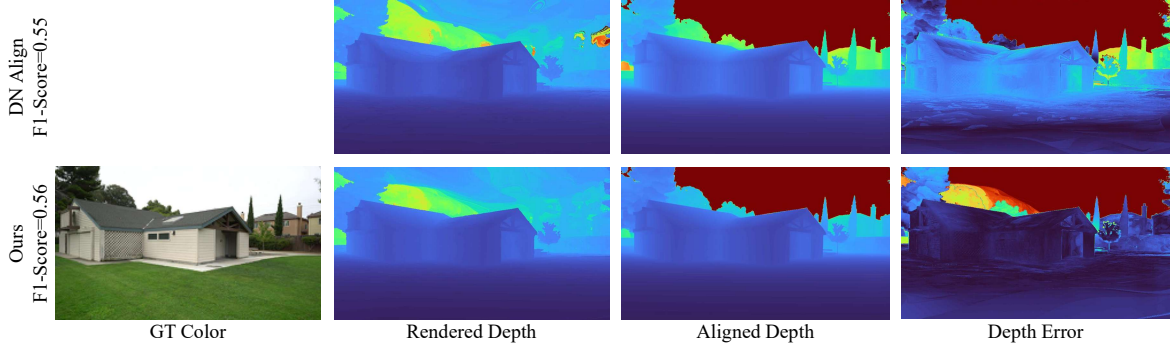 DN Align
F1-Score=0.55
Ours
F1-Score=0.56
GT Color
Rendered Depth
Aligned Depth
Depth Error